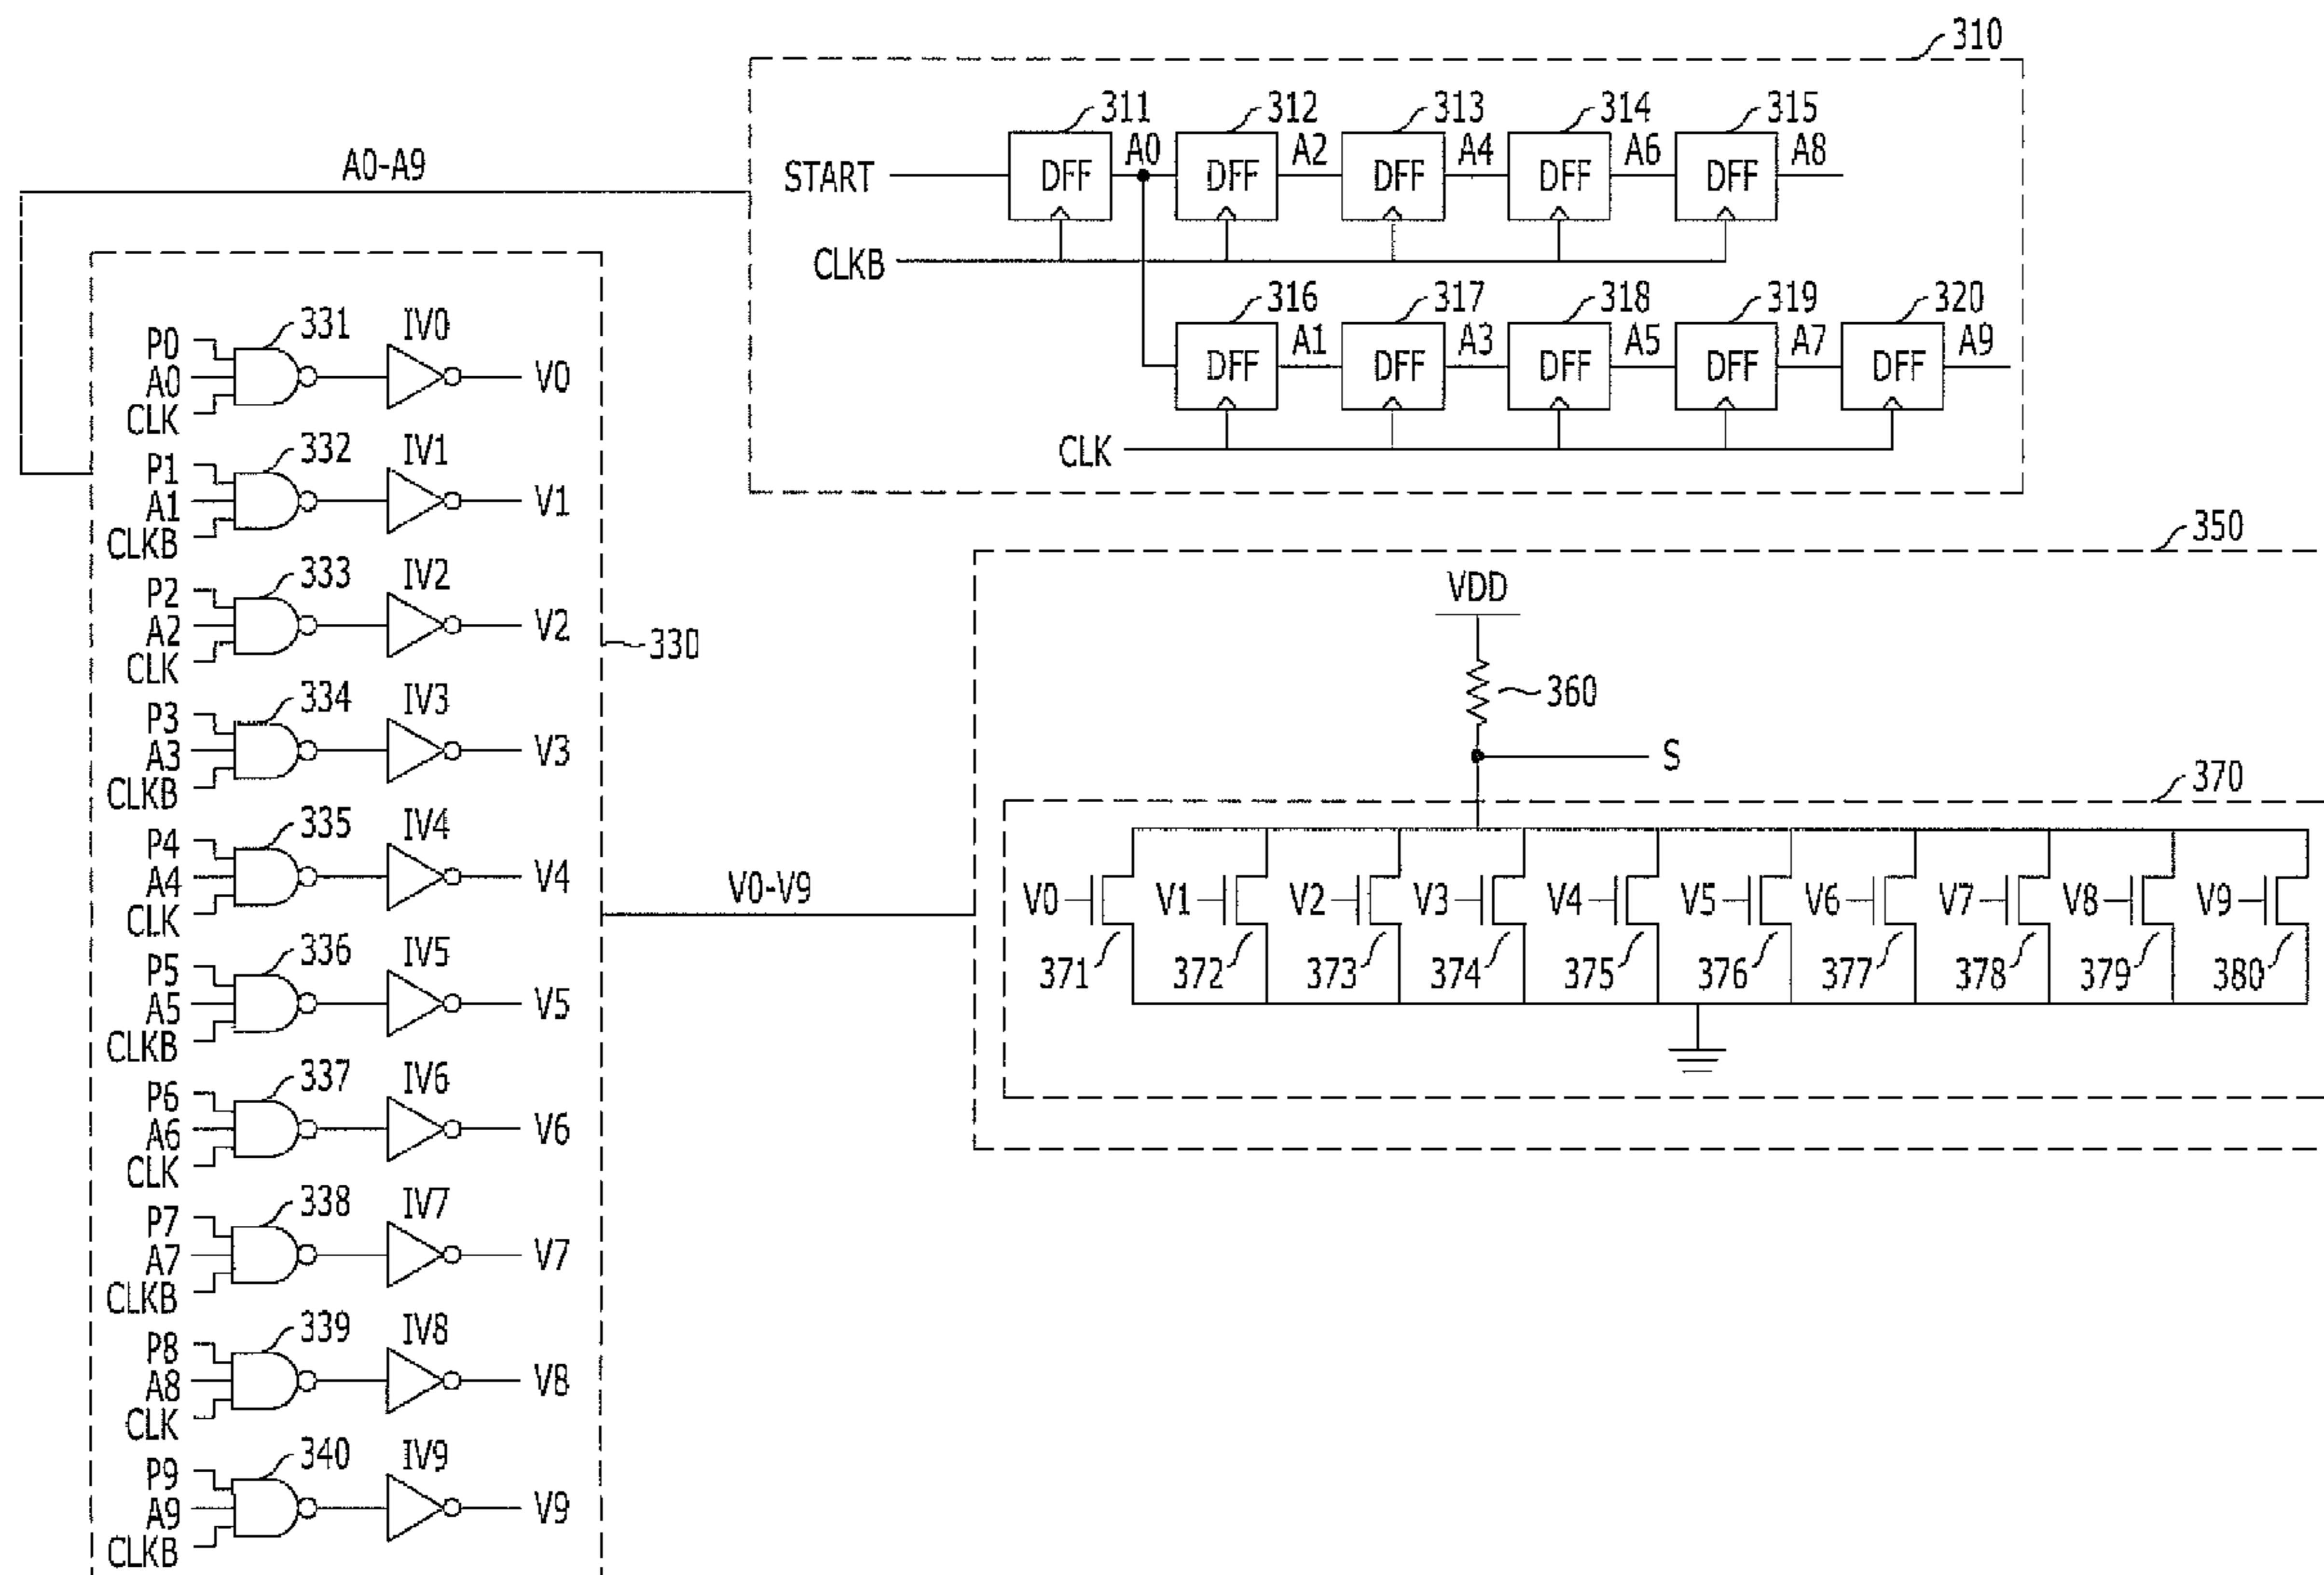 310
311
312
313
314
315
A0
A2
A4
A6
A8
START
DFF
DFF
DFF
DFF
DFF
CLKB
316
317
318
319
320
A1
A3
A5
A7
A9
DFF
DFF
DFF
DFF
DFF
CLK
A0-A9
P0
A0
CLK
331
IV0
V0
P1
A1
CLKB
332
IV1
V1
P2
A2
CLK
333
IV2
V2
330
P3
A3
CLKB
334
IV3
V3
P4
A4
CLK
335
IV4
V4
P5
A5
CLKB
336
IV5
V5
P6
A6
CLK
337
IV6
V6
P7
A7
CLKB
338
IV7
V7
P8
A8
CLK
339
IV8
V8
P9
A9
CLKB
340
IV9
V9
V0-V9
350
VDD
360
S
370
V0
V1
V2
V3
V4
V5
V6
V7
V8
V9
371
372
373
374
375
376
377
378
379
380